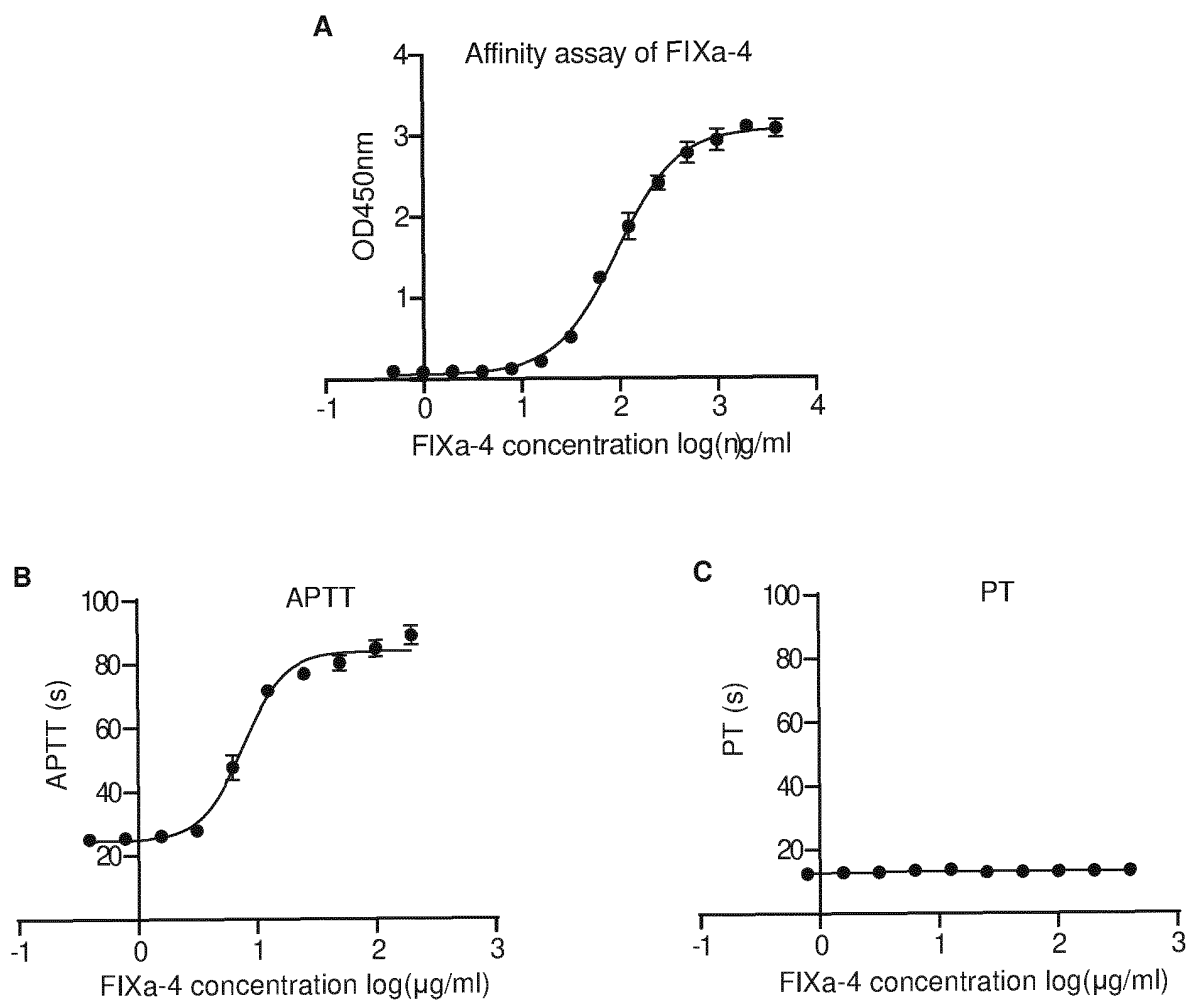 A
Affinity assay of FIXa-4
4
3
2
1
OD450nm
-1 0 1 2 3 4
FIXa-4 concentration log(ng/ml)
B
APTT
100
80
60
40
20
APTT (s)
-1 0 1 2 3
FIXa-4 concentration log(µg/ml)
C
PT
100
80
60
40
20
PT (s)
-1 0 1 2 3
FIXa-4 concentration log(µg/ml)